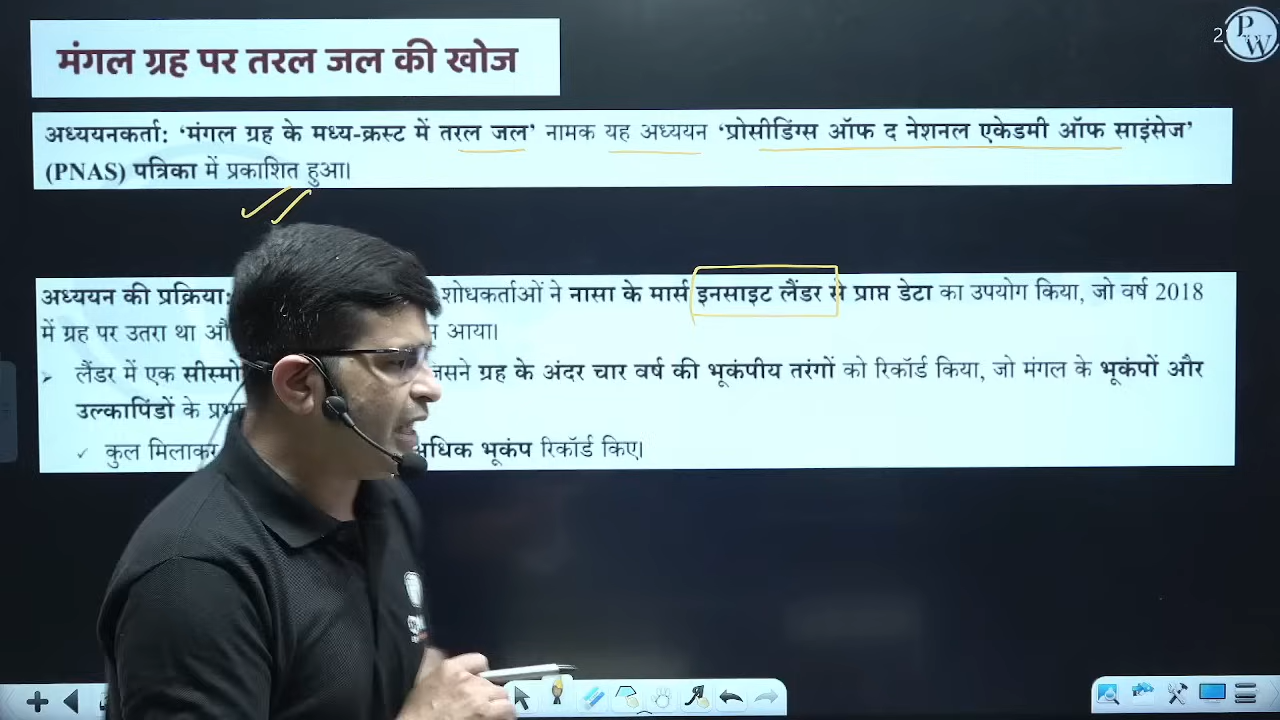 मंगल ग्रह पर तरल जल की खोज
2
PW
अध्ययनकर्ता: ‘मंगल ग्रह के मध्य-क्रस्ट में तरल जल’ नामक यह अध्ययन ‘प्रोसीडिंग्स ऑफ द नेशनल एकेडमी ऑफ साइंसेज’
(PNAS) पत्रिका में प्रकाशित हुआ।
अध्ययन की प्रक्रिया: शोधकर्ताओं ने नासा के मार्स इनसाइट लैंडर से प्राप्त डेटा का उपयोग किया, जो वर्ष 2018
में ग्रह पर उतरा था आया।
लैंडर में एक ग्रह के अंदर चार वर्ष की भूकंपीय तरंगों को रिकॉर्ड किया, जो मंगल के भूकंपों और
उल्कापिंडों के
✓ कुल मिलाकर अधिक भूकंप रिकॉर्ड किए।